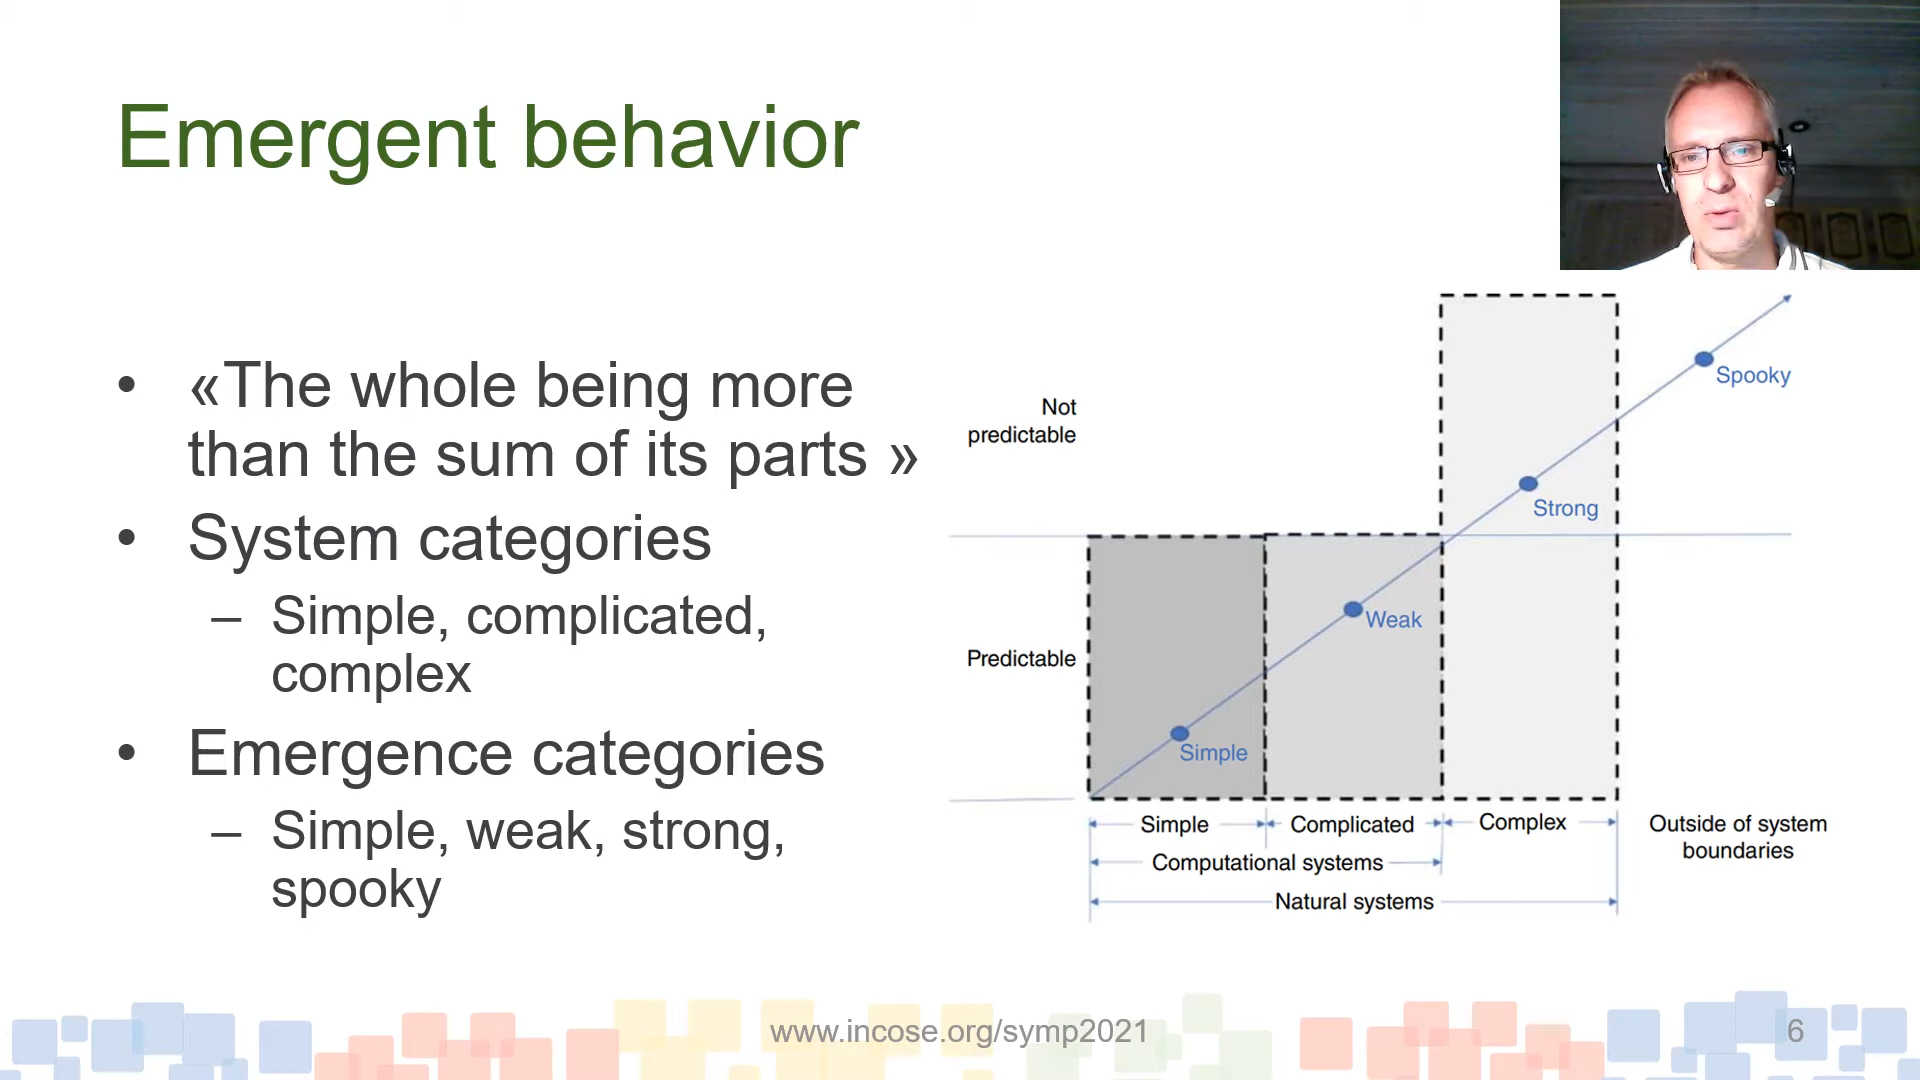 Emergent behavior
• «The whole being more
than the sum of its parts »
• System categories
– Simple, complicated,
complex
• Emergence categories
– Simple, weak, strong,
spooky
Not
predictable
Predictable
Spooky
Strong
Weak
Simple
Simple
Complicated
Complex
Outside of system
boundaries
Computational systems
Natural systems
www.incose.org/symp2021
6